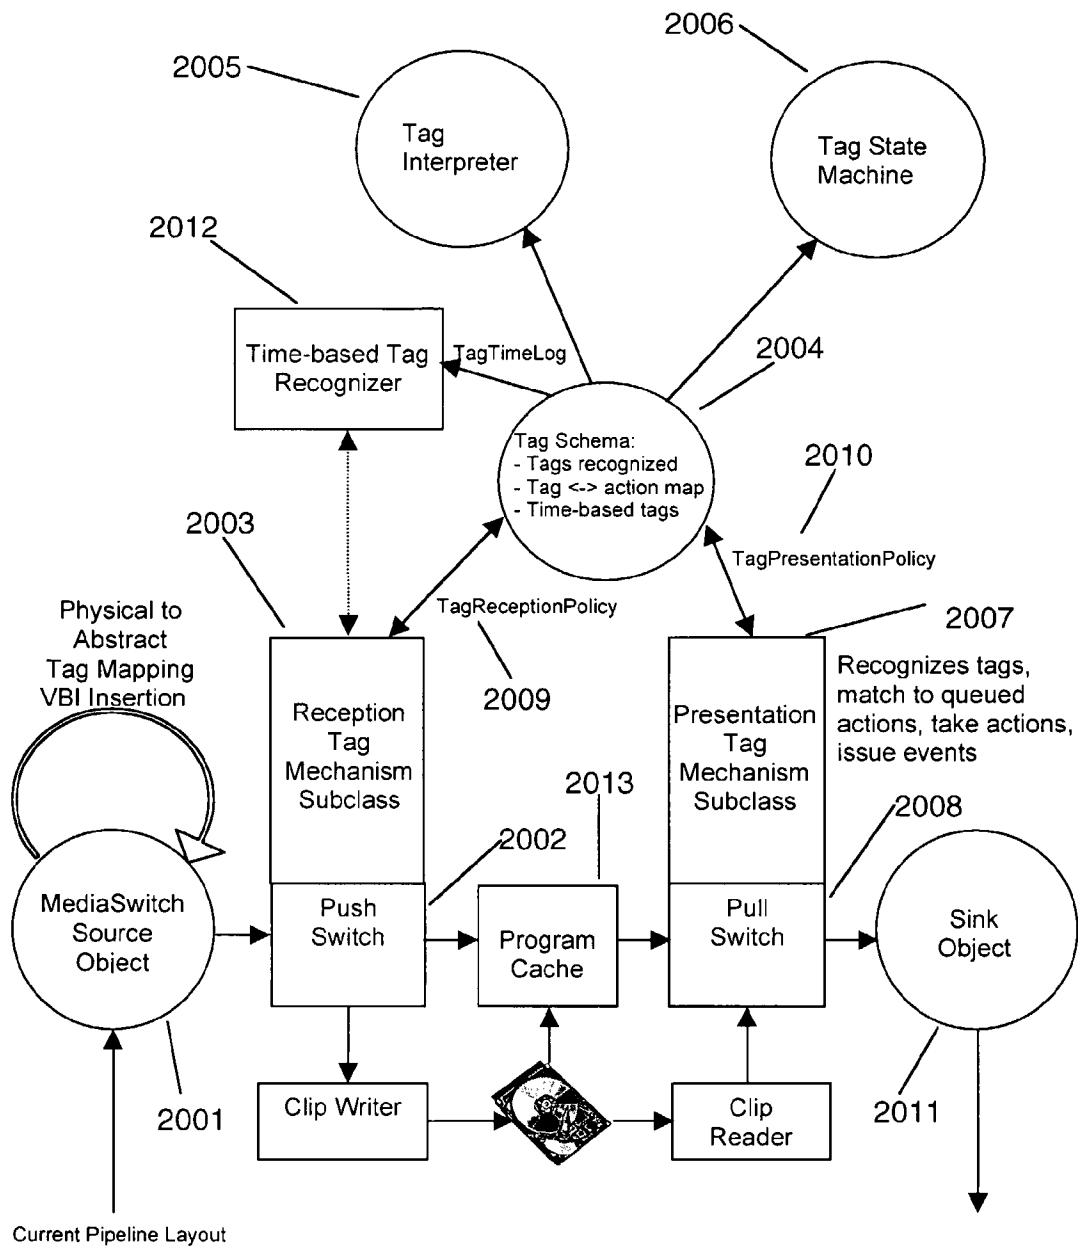 2006
2005
Tag
Interpreter
Tag State
Machine
2012
Time-based Tag
Recognizer
TagTimeLog
2004
Tag Schema:
- Tags recognized
- Tag <-> action map
- Time-based tags
2010
2003
TagPresentationPolicy
TagReceptionPolicy
Physical to
Abstract
Tag Mapping
VBI Insertion
2009
2007
Recognizes tags,
match to queued
actions, take actions,
issue events
Reception
Tag
Mechanism
Subclass
Presentation
Tag
Mechanism
Subclass
2013
2002
2008
MediaSwitch
Source
Object
Push
Switch
Program
Cache
Pull
Switch
Sink
Object
2001
Clip Writer
Clip
Reader
2011
Current Pipeline Layout